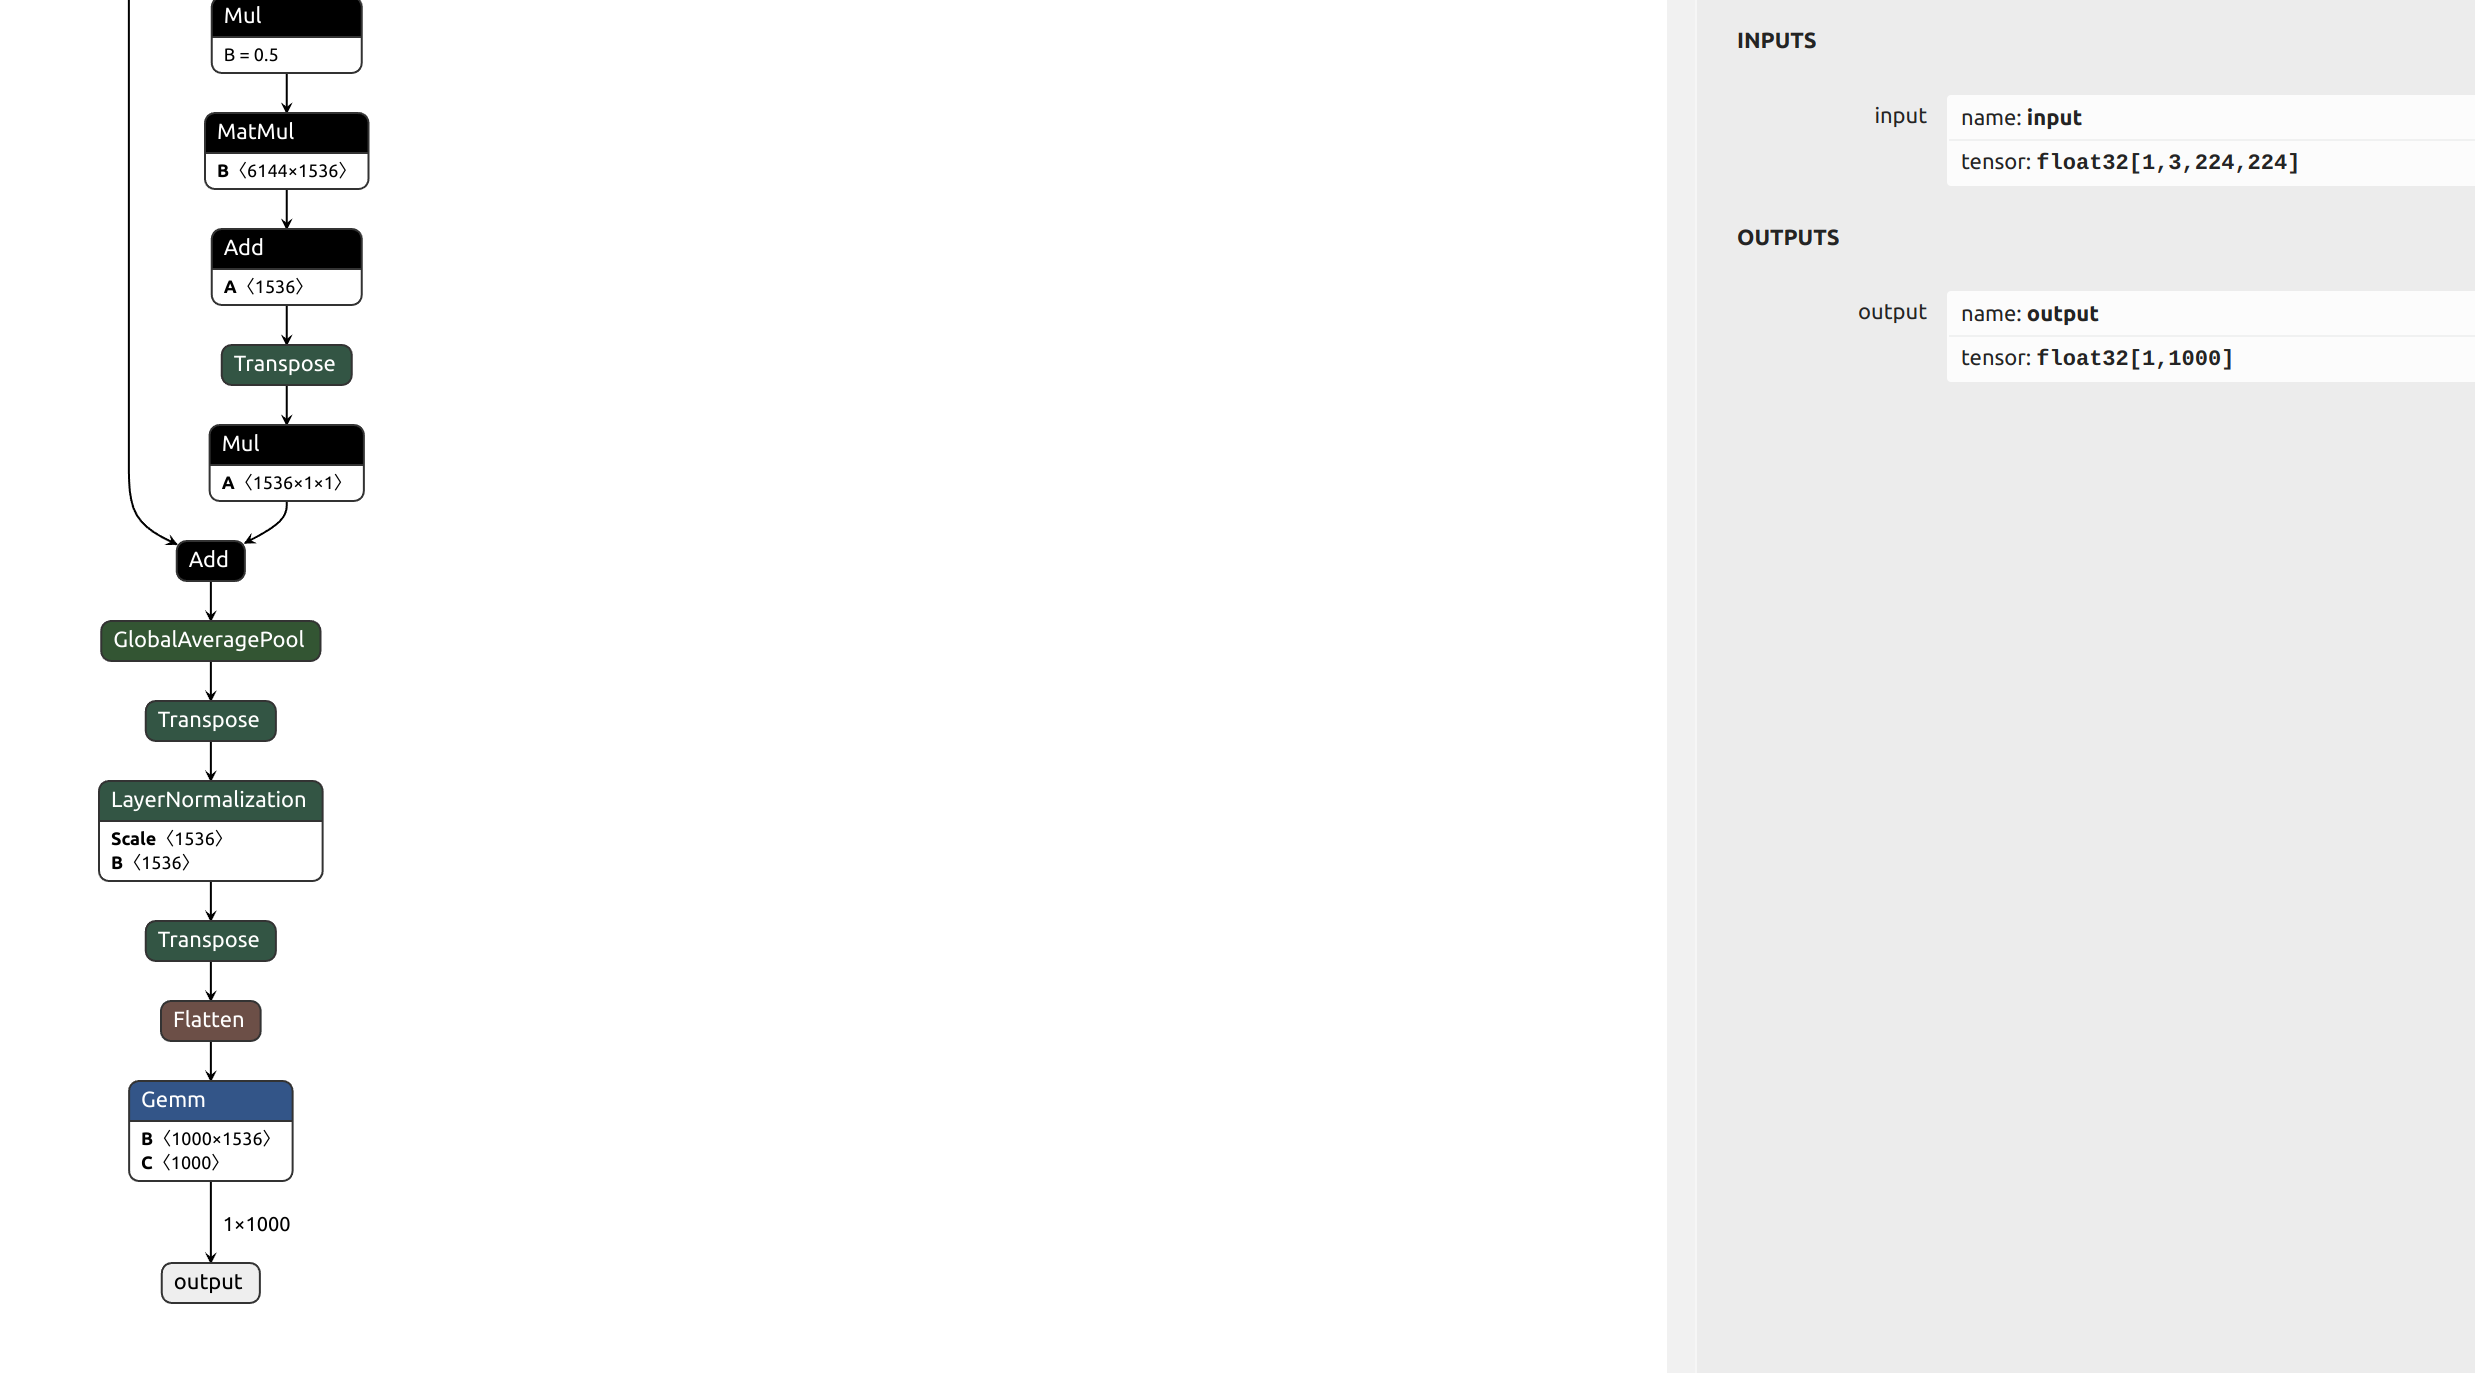 Mul
B = 0.5
MatMul
B〈6144×1536〉
Add
A〈1536〉
Transpose
Mul
A〈1536×1×1〉
Add
GlobalAveragePool
Transpose
LayerNormalization
Scale〈1536〉
B〈1536〉
Transpose
Flatten
Gemm
B〈1000×1536〉
C〈1000〉
1×1000
output
INPUTS
input
name: input
tensor: float32[1,3,224,224]
OUTPUTS
output
name: output
tensor: float32[1,1000]